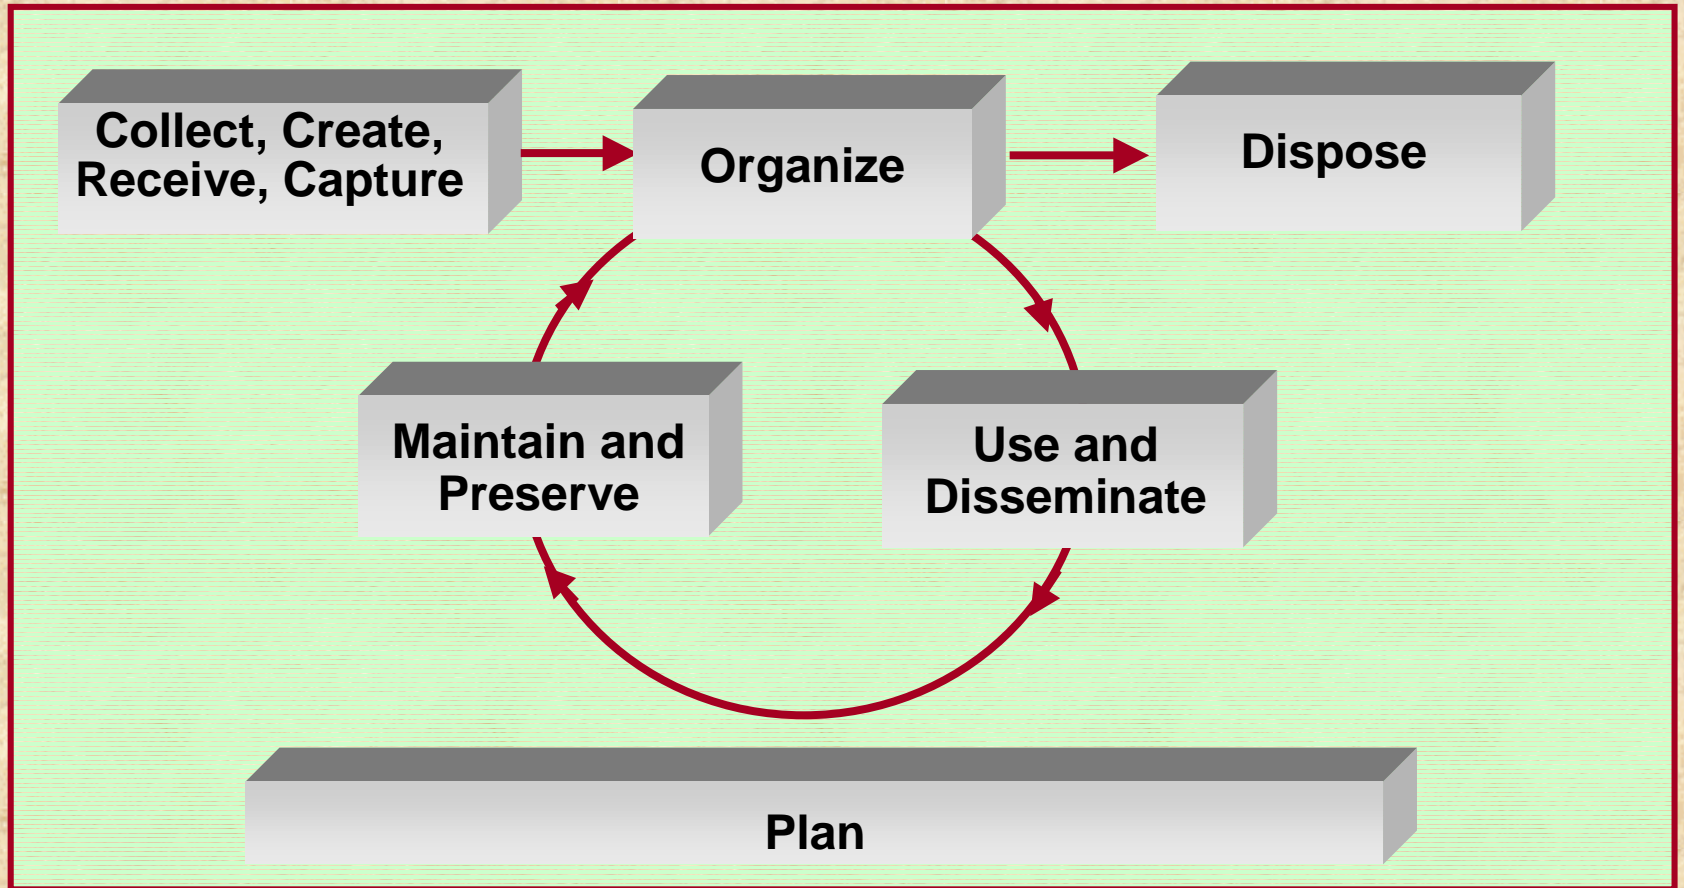 Collect, Create,
Receive, Capture
Organize
Dispose
Maintain and
Preserve
Use and
Disseminate
Plan